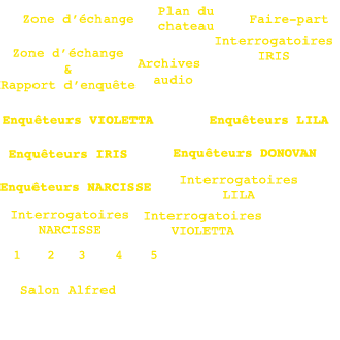 Zone d'échange
Plan du
chateau
Faire-part
Interrogatoires
IRIS
Zone d'échange
&
Rapport d'enquête
Archives
audio
Enquêteurs VIOLETTA
Enquêteurs LILA
Enquêteurs IRIS
Enquêteurs DONOVAN
Enquêteurs NARCISSE
Interrogatoires
LILA
Interrogatoires
NARCISSE
Interrogatoires
VIOLETTA
1 2 3 4 5
Salon Alfred